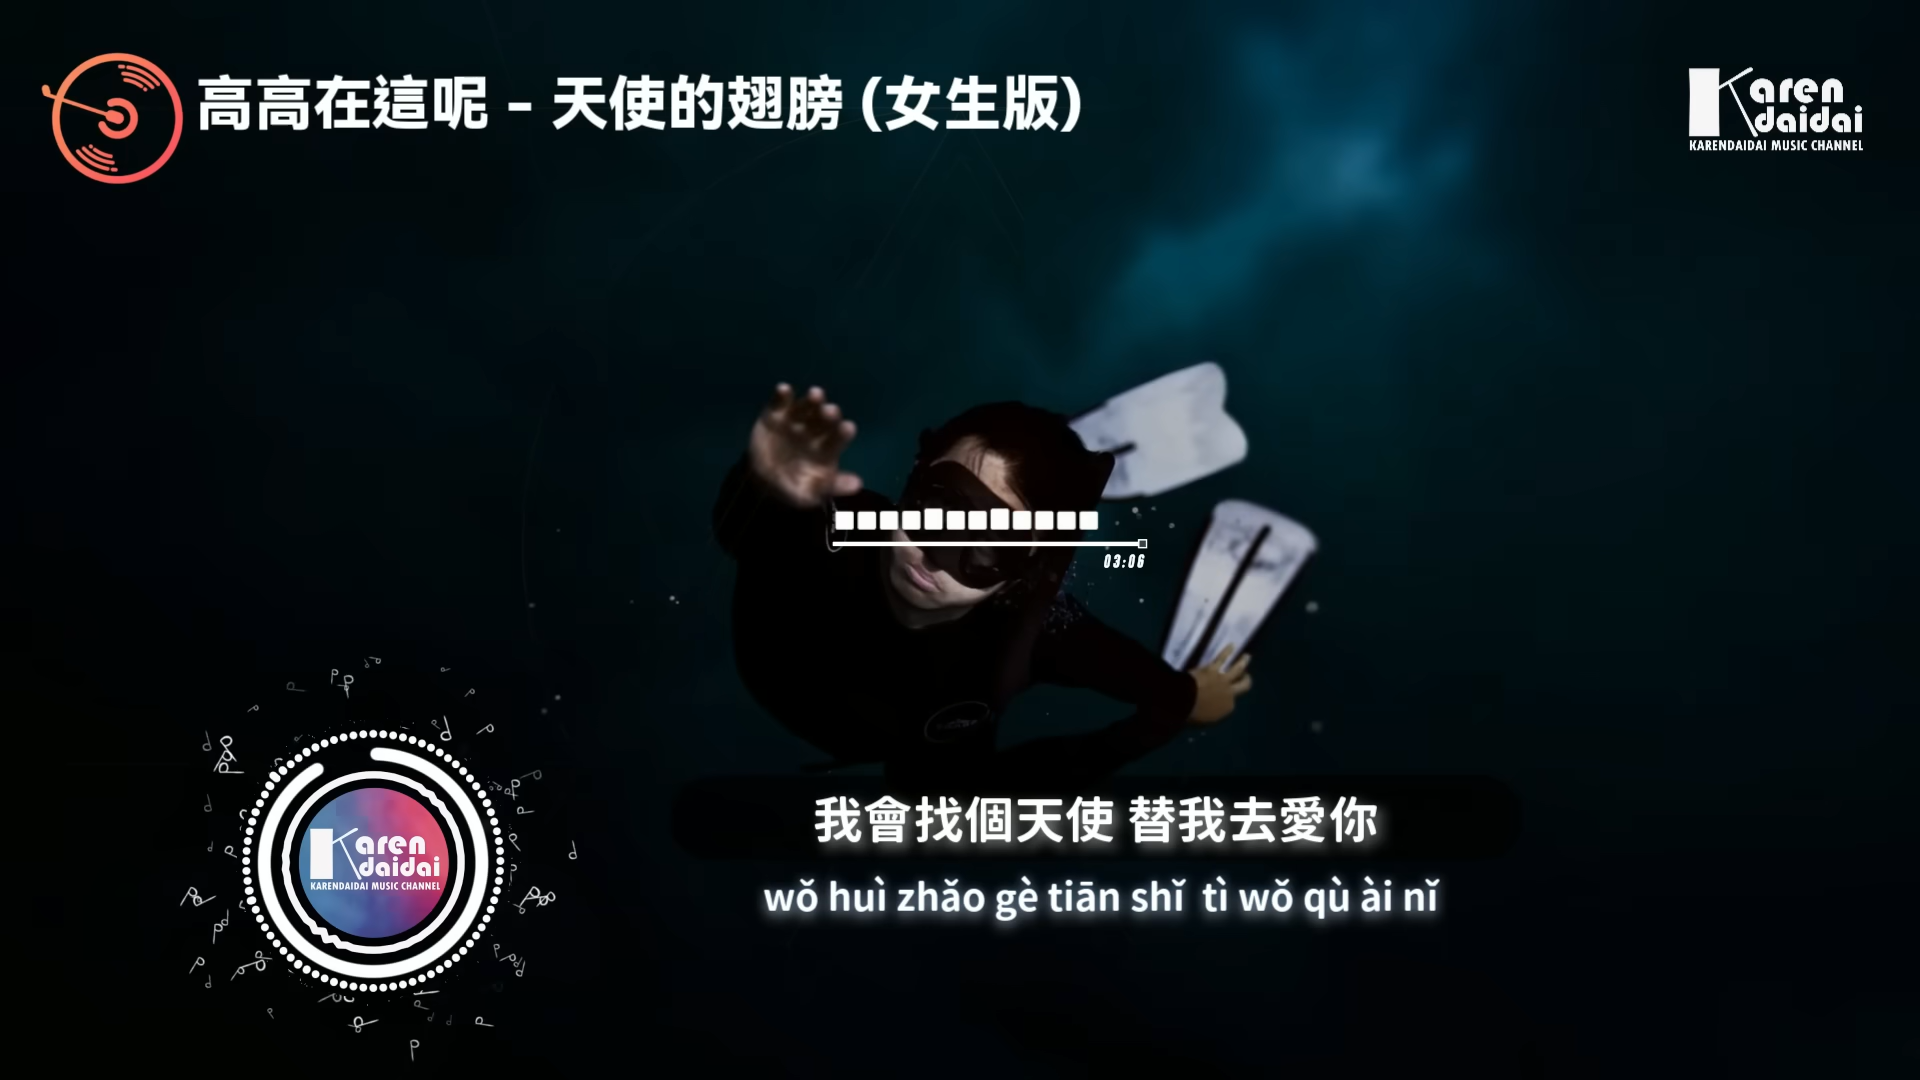 高高在這呢 - 天使的翅膀 (女生版)
Karen
daidai
KARENDAIDAI MUSIC CHANNEL
03:06
Karen
daidai
KARENDAIDAI MUSIC CHANNEL
我會找個天使 替我去愛你
wǒ huì zhǎo gè tiān shǐ tì wǒ qù ài nǐ